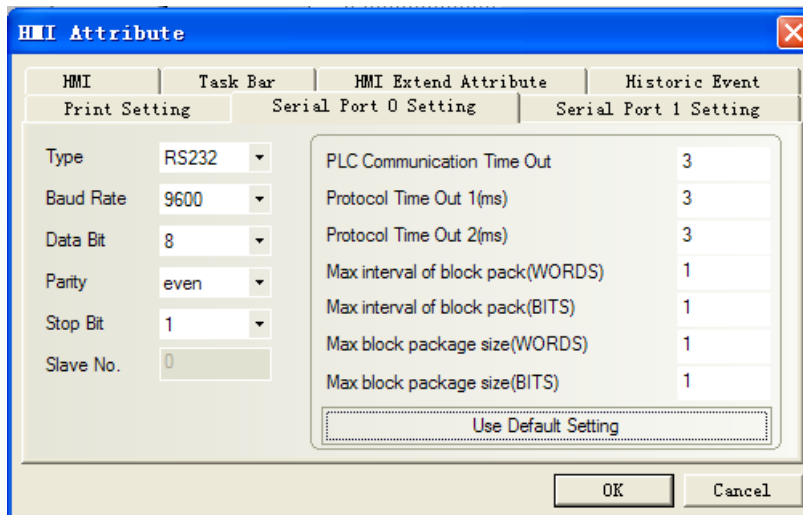 HMI Attribute
HMI Task Bar HMI Extend Attribute Historic Event
Print Setting Serial Port 0 Setting Serial Port 1 Setting
Type RS232
Baud Rate 9600
Data Bit 8
Parity even
Stop Bit 1
Slave No. 0
PLC Communication Time Out 3
Protocol Time Out 1(ms) 3
Protocol Time Out 2(ms) 3
Max interval of block pack(WORDS) 1
Max interval of block pack(BITS) 1
Max block package size(WORDS) 1
Max block package size(BITS) 1
Use Default Setting
OK Cancel